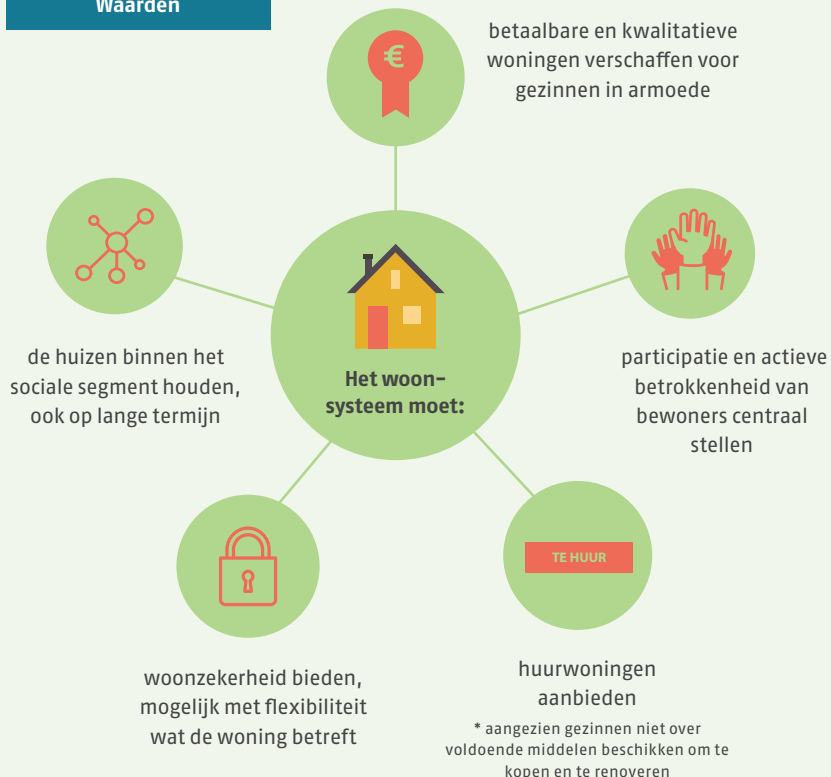 Waarden
€
betaalbare en kwalitatieve
woningen verschaffen voor
gezinnen in armoede
de huizen binnen het
sociale segment houden,
ook op lange termijn
Het woon-
systeem moet:
participatie en actieve
betrokkenheid van
bewoners centraal
stellen
woonzekerheid bieden,
mogelijk met flexibiliteit
wat de woning betreft
TE HUUR
huurwoningen
aanbieden
* aangezien gezinnen niet over
voldoende middelen beschikken om te
kopen en te renoveren